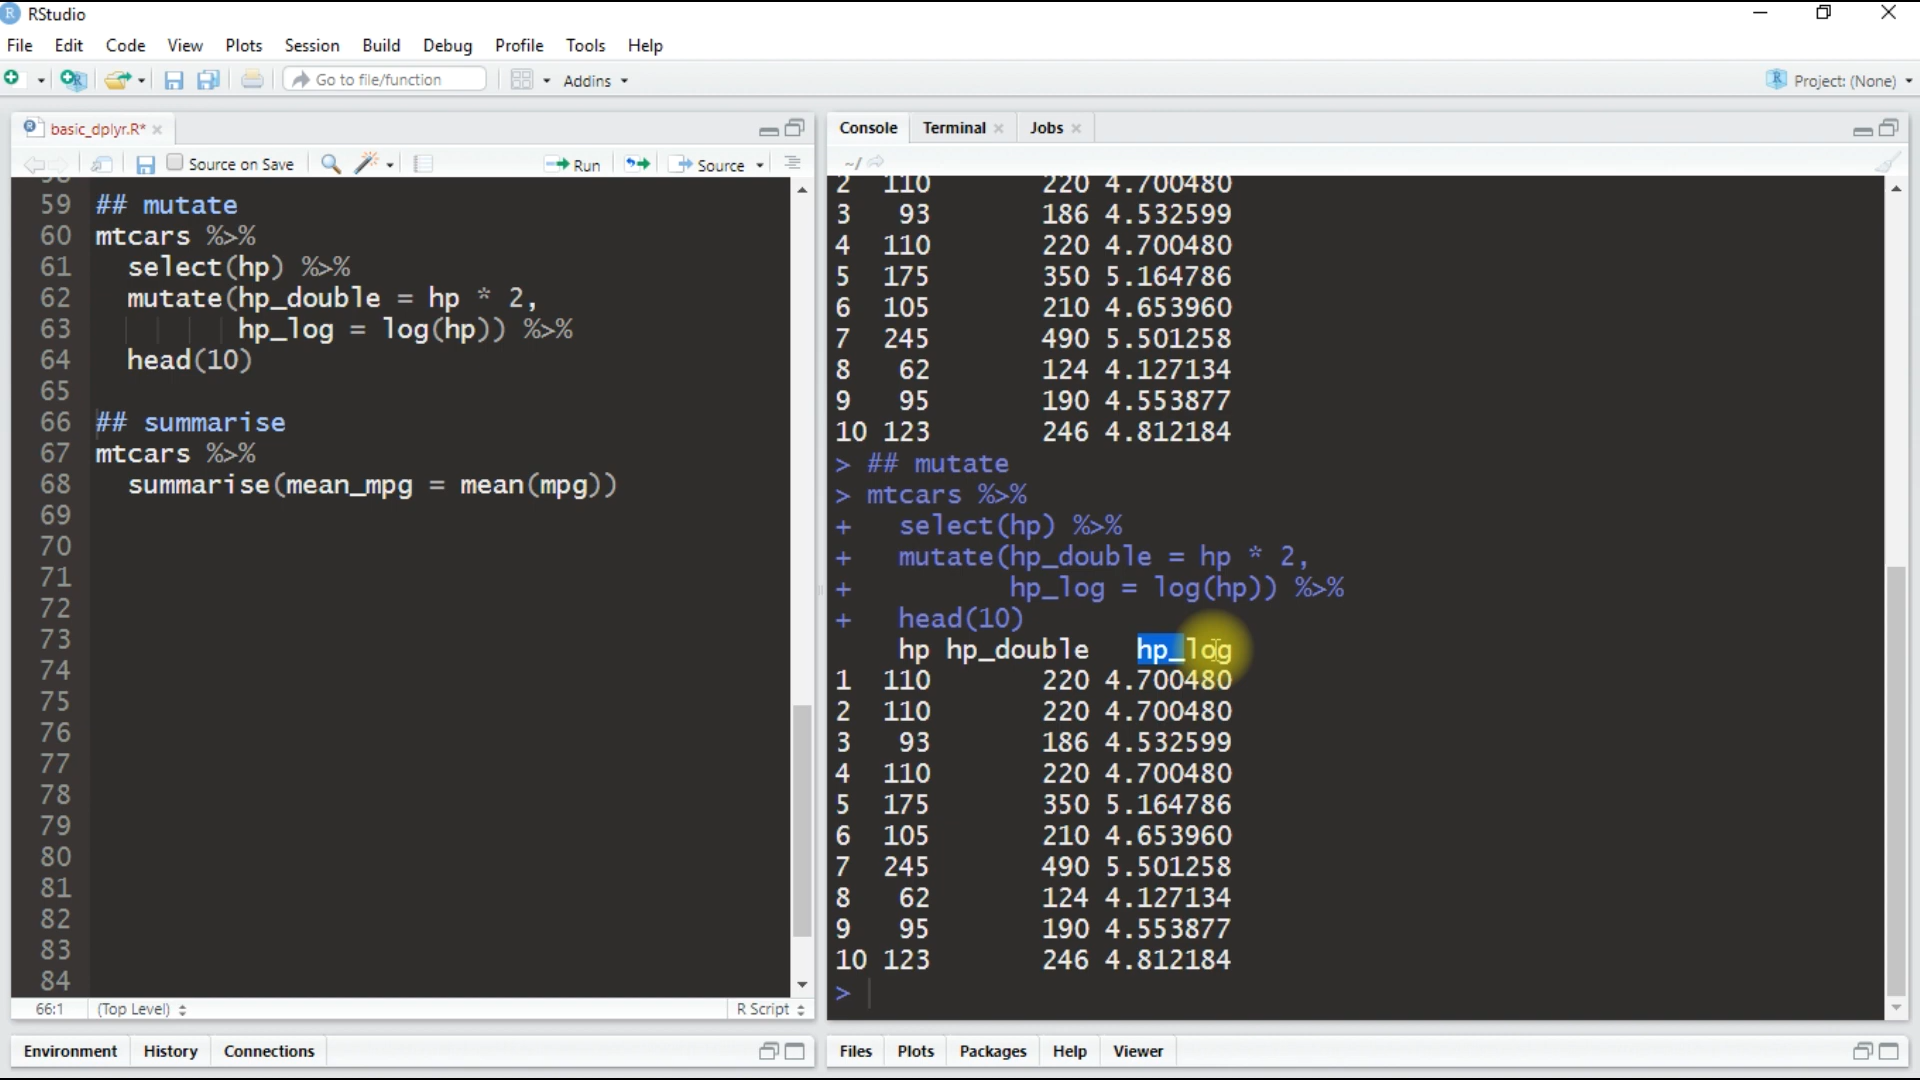 RStudio
File Edit Code View Plots Session Build Debug Profile Tools Help
Go to file/function Addins Project: (None)
basic_dplyr.R*
Source on Save Run Source
59 ## mutate
60 mtcars %>%
61 select(hp) %>%
62 mutate(hp_double = hp * 2,
63 hp_log = log(hp)) %>%
64 head(10)
65
66 ## summarise
67 mtcars %>%
68 summarise(mean_mpg = mean(mpg))
69
70
71
72
73
74
75
76
77
78
79
80
81
82
83
84
66:1 (Top Level) R Script
Environment History Connections
Console Terminal Jobs
~/
2 110 220 4.700480
3 93 186 4.532599
4 110 220 4.700480
5 175 350 5.164786
6 105 210 4.653960
7 245 490 5.501258
8 62 124 4.127134
9 95 190 4.553877
10 123 246 4.812184
> ## mutate
> mtcars %>%
+ select(hp) %>%
+ mutate(hp_double = hp * 2,
+ hp_log = log(hp)) %>%
+ head(10)
hp hp_double hp_log
1 110 220 4.700480
2 110 220 4.700480
3 93 186 4.532599
4 110 220 4.700480
5 175 350 5.164786
6 105 210 4.653960
7 245 490 5.501258
8 62 124 4.127134
9 95 190 4.553877
10 123 246 4.812184
>
Files Plots Packages Help Viewer